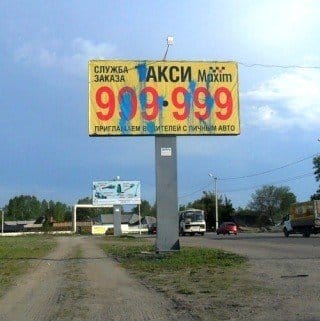 СЛУЖБА ЗАКАЗА ТАКСИ Maxim
909-999
ПРИГЛАШАЕМ ВОДИТЕЛЕЙ С ЛИЧНЫМ АВТО